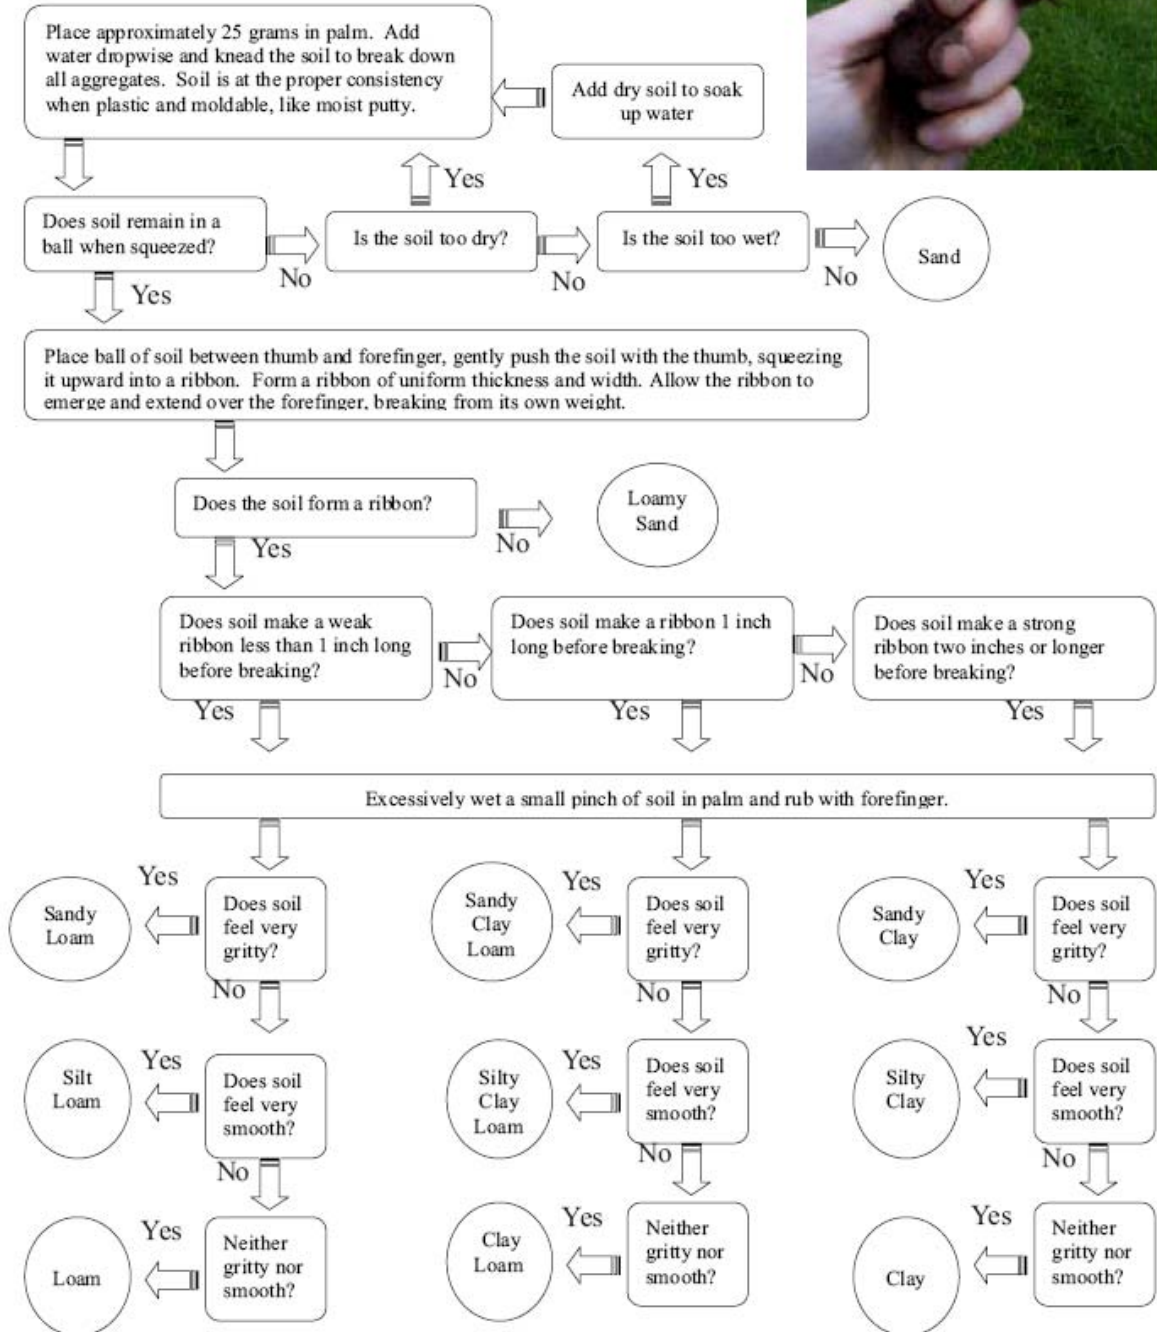 Place approximately 25 grams in palm.  Add
water dropwise and knead the soil to break down
all aggregates.  Soil is at the proper consistency
when plastic and moldable, like moist putty.
Add dry soil to soak
up water
Yes
Yes
Does soil remain in a
ball when squeezed?
No
Is the soil too dry?
No
Is the soil too wet?
No
Sand
Yes
Place ball of soil between thumb and forefinger, gently push the soil with the thumb, squeezing
it upward into a ribbon.  Form a ribbon of uniform thickness and width. Allow the ribbon to
emerge and extend over the forefinger, breaking from its own weight.
Does the soil form a ribbon?
No
Loamy
Sand
Yes
Does soil make a weak
ribbon less than 1 inch long
before breaking?
No
Does soil make a ribbon 1 inch
long before breaking?
No
Does soil make a strong
ribbon two inches or longer
before breaking?
Yes
Yes
Yes
Excessively wet a small pinch of soil in palm and rub with forefinger.
Sandy
Loam
Yes
Does soil
feel very
gritty?
Sandy
Clay
Loam
Yes
Does soil
feel very
gritty?
Sandy
Clay
Yes
Does soil
feel very
gritty?
No
No
No
Silt
Loam
Yes
Does soil
feel very
smooth?
Silty
Clay
Loam
Yes
Does soil
feel very
smooth?
Silty
Clay
Yes
Does soil
feel very
smooth?
No
No
No
Loam
Yes
Neither
gritty nor
smooth?
Clay
Loam
Yes
Neither
gritty nor
smooth?
Clay
Yes
Neither
gritty nor
smooth?